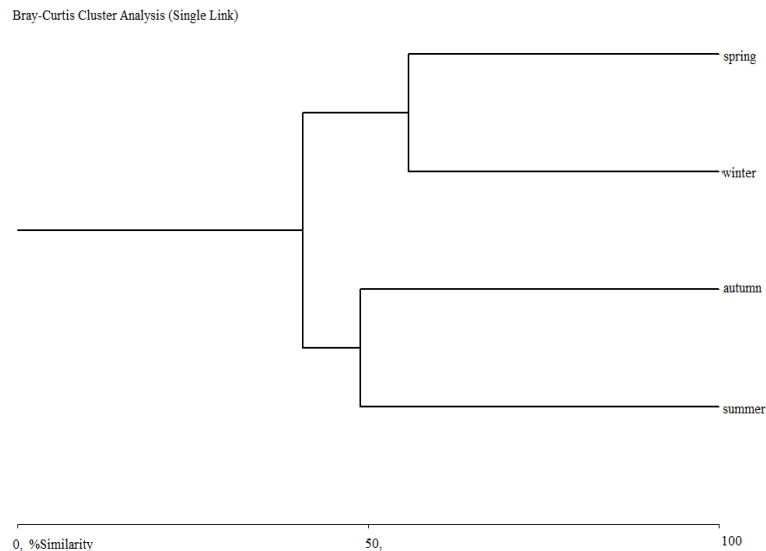 Bray-Curtis Cluster Analysis (Single Link)
spring
winter
autumn
summer
0, %Similarity
50,
100